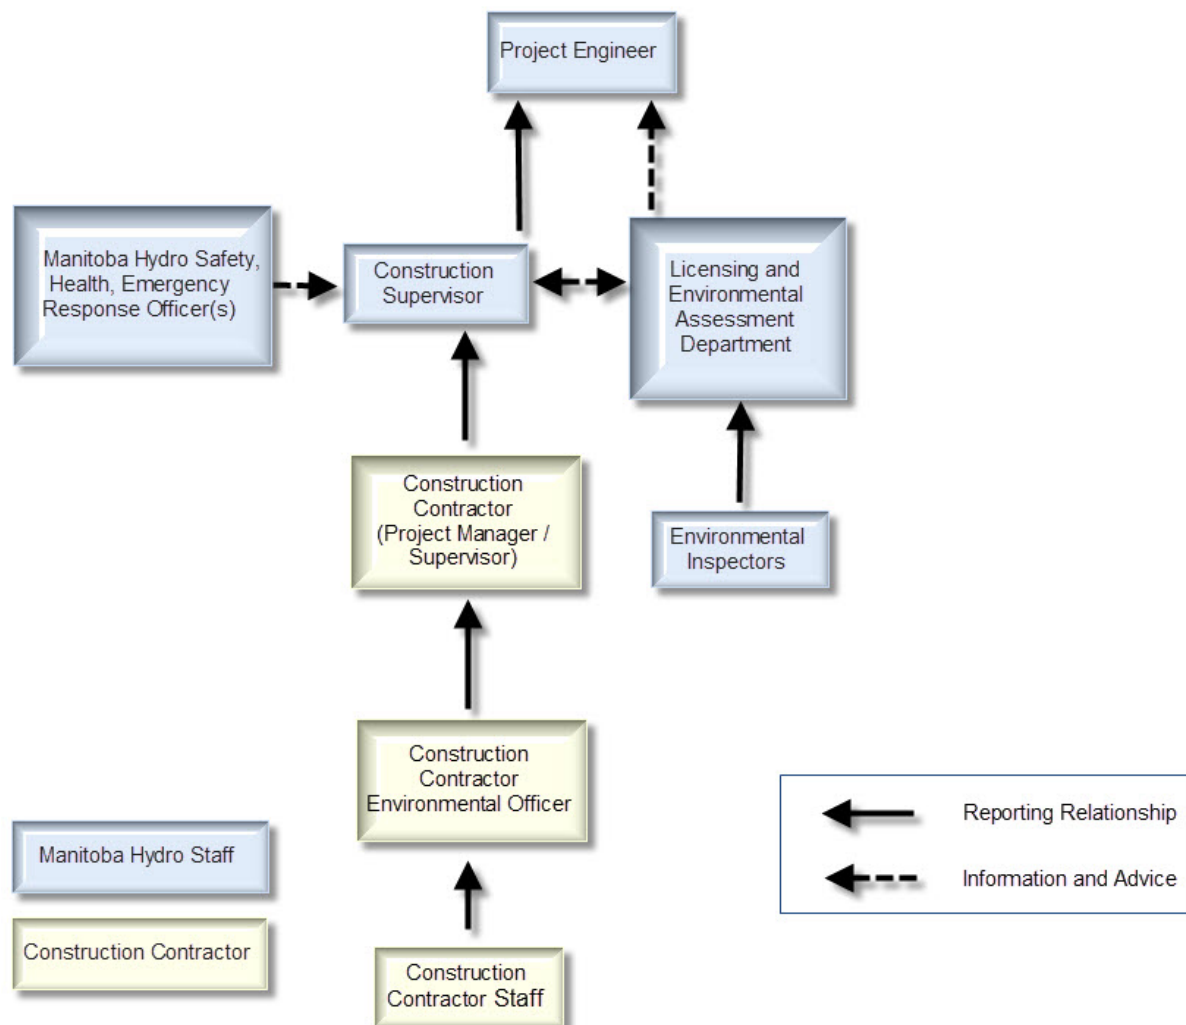 Project Engineer
Manitoba Hydro Safety,
Health, Emergency
Response Officer(s)
Construction
Supervisor
Licensing and
Environmental
Assessment
Department
Construction
Contractor
(Project Manager /
Supervisor)
Environmental
Inspectors
Construction
Contractor
Environmental Officer
Construction
Contractor Staff
Manitoba Hydro Staff
Construction Contractor
Reporting Relationship
Information and Advice